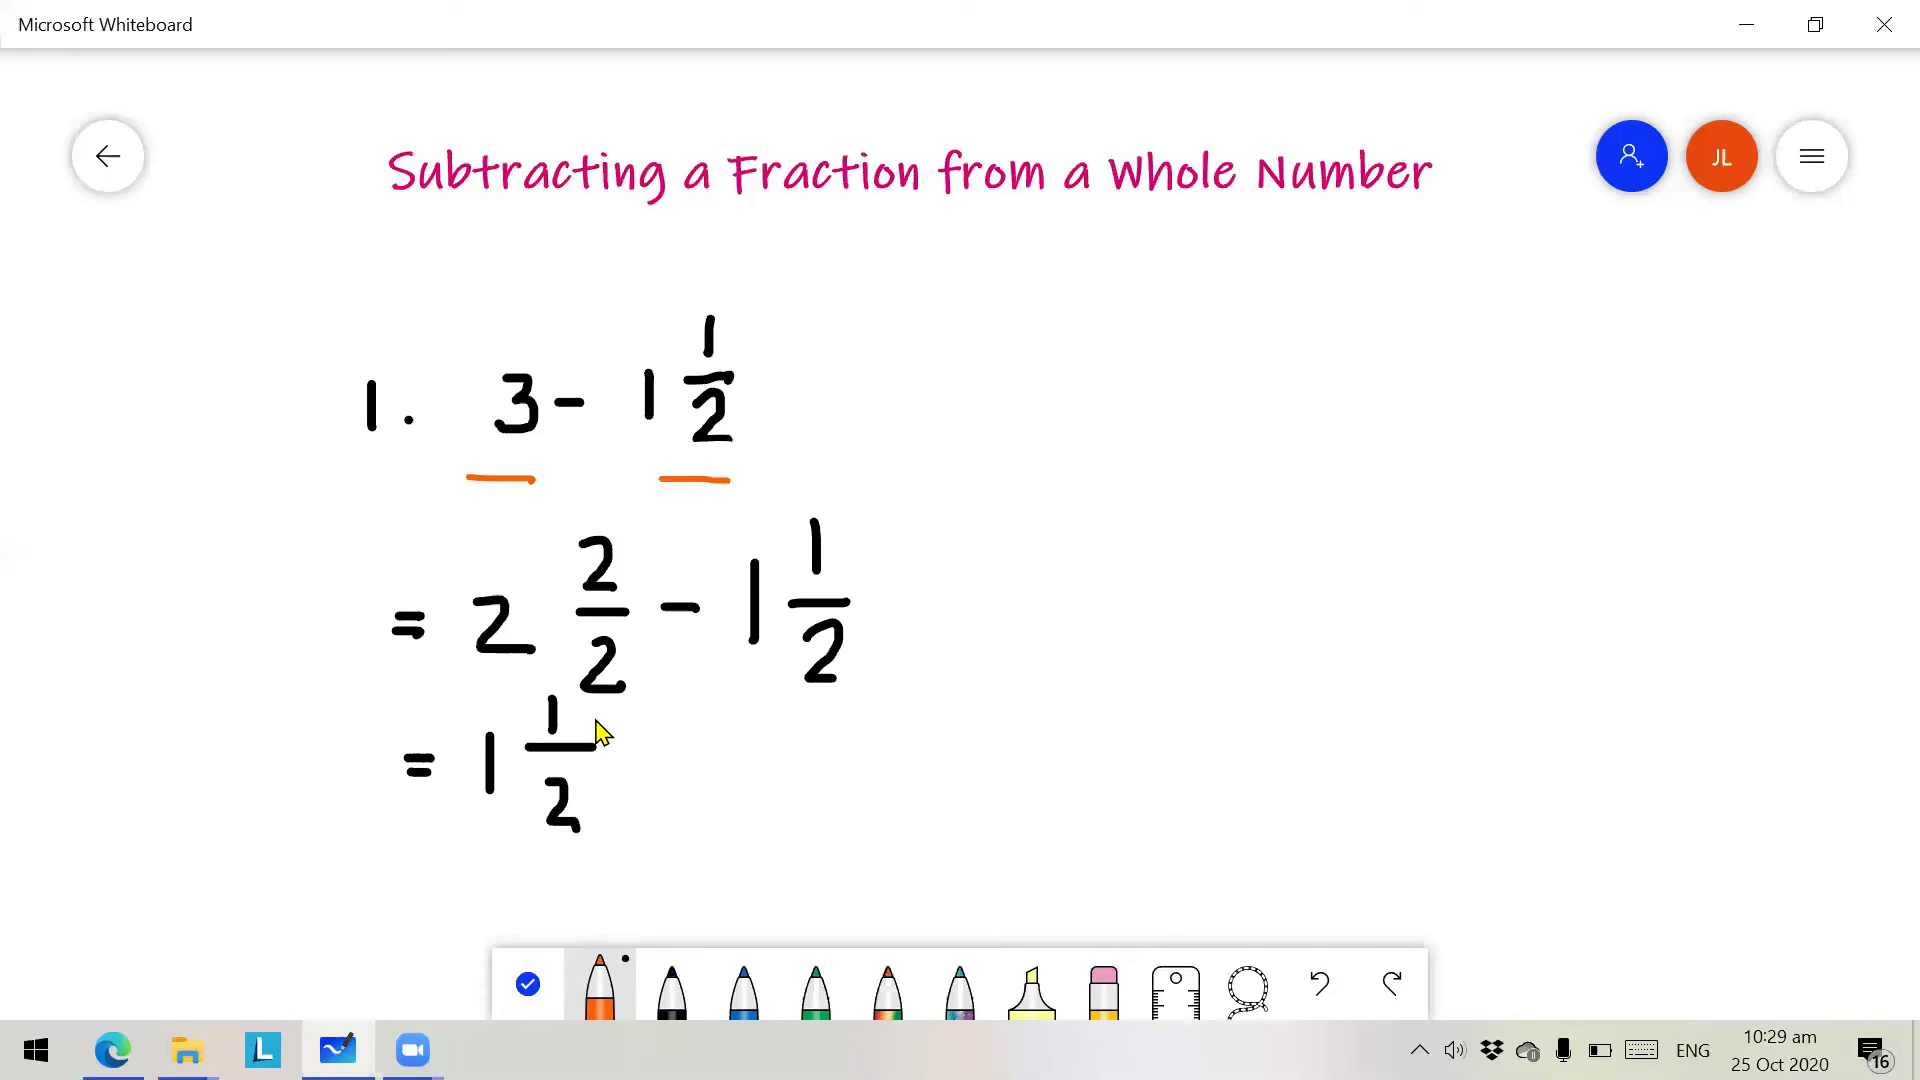 Microsoft Whiteboard
JL
Subtracting a Fraction from a Whole Number
1. 3 - 1 1/2
= 2 2/2 - 1 1/2
= 1 1/2
L
ENG
10:29 am
25 Oct 2020
16